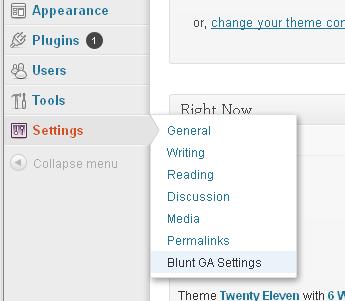 Appearance
or, change your theme con
Plugins 1
Users
Tools
Right Now
Settings
General
Writing
Collapse menu
Reading
Discussion
Media
Permalinks
Blunt GA Settings
Theme Twenty Eleven with 6 W